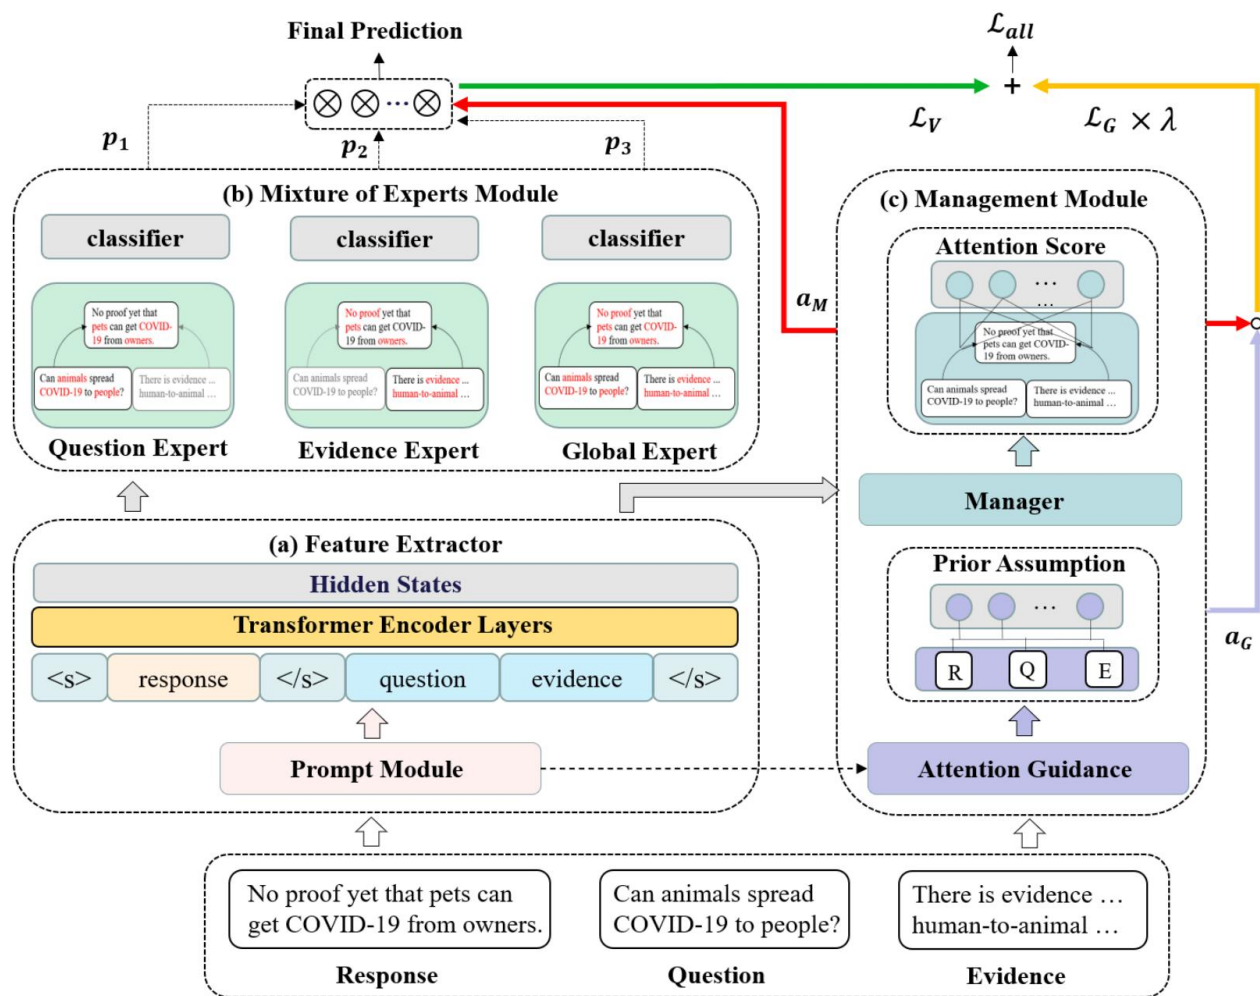 Final Prediction
ℒ_all
⊗ ⊗ ⋯ ⊗
+
p₁
p₂
p₃
ℒ_V
ℒ_G × λ
(b) Mixture of Experts Module
classifier
classifier
classifier
No proof yet that
pets can get COVID-
19 from owners.
Can animals spread
COVID-19 to people?
There is evidence ...
human-to-animal ...
Question Expert
No proof yet that
pets can get COVID-
19 from owners.
Can animals spread
COVID-19 to people?
There is evidence ...
human-to-animal ...
Evidence Expert
No proof yet that
pets can get COVID-
19 from owners.
Can animals spread
COVID-19 to people?
There is evidence ...
human-to-animal ...
Global Expert
a_M
(c) Management Module
Attention Score
...
...
No proof yet that
pets can get COVID-
19 from owners.
Can animals spread
COVID-19 to people?
There is evidence ...
human-to-animal ...
Manager
Prior Assumption
...
R Q E
Attention Guidance
a_G
(a) Feature Extractor
Hidden States
Transformer Encoder Layers
<s> response </s> question evidence </s>
Prompt Module
No proof yet that pets can
get COVID-19 from owners.
Response
Can animals spread
COVID-19 to people?
Question
There is evidence ...
human-to-animal ...
Evidence